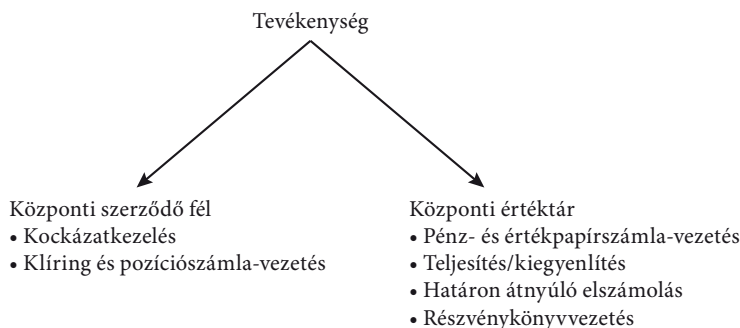 Tevékenység
Központi szerződő fél
• Kockázatkezelés
• Klíring és pozíciószámla-vezetés
Központi értéktár
• Pénz- és értékpapírszámla-vezetés
• Teljesítés/kiegyenlítés
• Határon átnyúló elszámolás
• Részvénykönyvvezetés